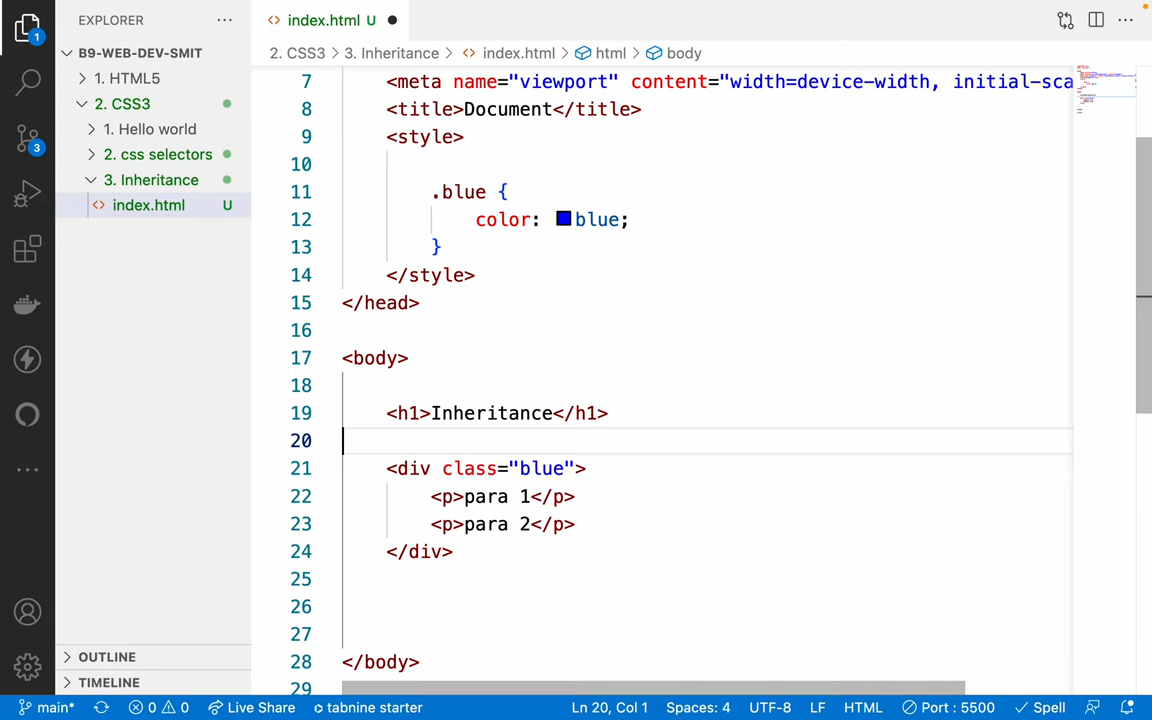 EXPLORER
index.html U
B9-WEB-DEV-SMIT
1. HTML5
2. CSS3
1. Hello world
2. css selectors
3. Inheritance
index.html U
OUTLINE
TIMELINE
1
3
2. CSS3 > 3. Inheritance > index.html > html > body
7 <meta name="viewport" content="width=device-width, initial-sca
8 <title>Document</title>
9 <style>
10
11 .blue {
12 color: blue;
13 }
14 </style>
15 </head>
16
17 <body>
18
19 <h1>Inheritance</h1>
20
21 <div class="blue">
22 <p>para 1</p>
23 <p>para 2</p>
24 </div>
25
26
27
28 </body>
29
main* 0 0 Live Share tabnine starter Ln 20, Col 1 Spaces: 4 UTF-8 LF HTML Port : 5500 Spell